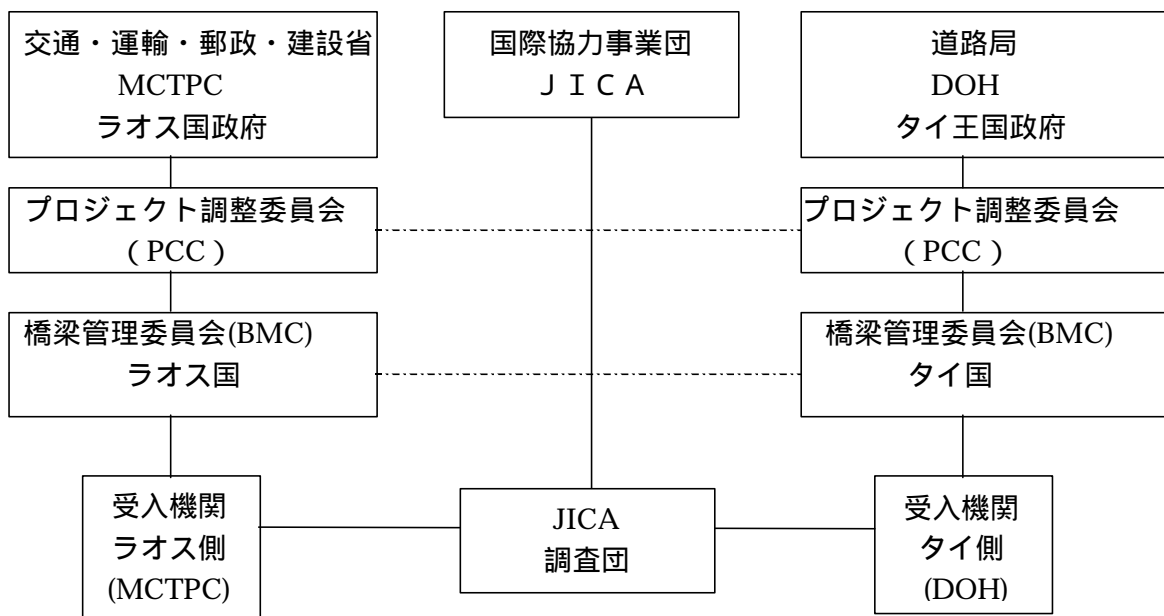 交通・運輸・郵政・建設省
MCTPC
ラオス国政府
国際協力事業団
ＪＩＣＡ
道路局
DOH
タイ王国政府
プロジェクト調整委員会
（PCC）
プロジェクト調整委員会
（PCC）
橋梁管理委員会(BMC)
ラオス国
橋梁管理委員会(BMC)
タイ国
受入機関
ラオス側
(MCTPC)
JICA
調査団
受入機関
タイ側
(DOH)